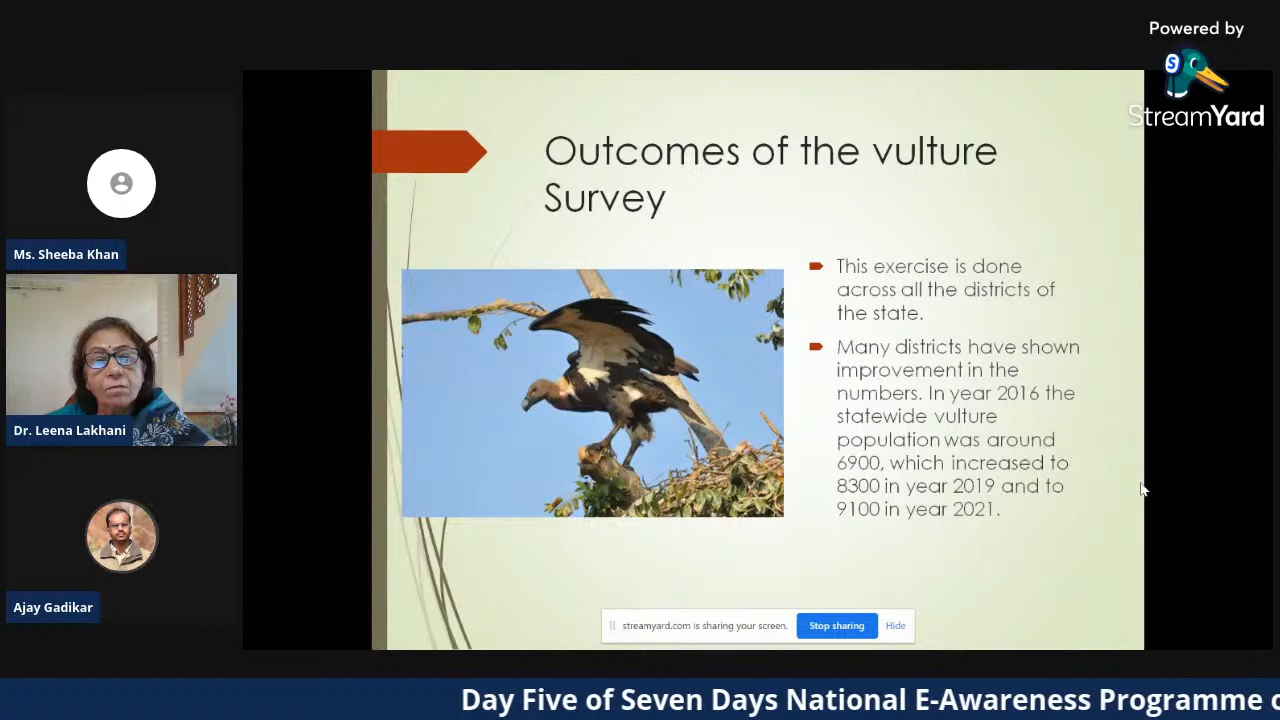 Powered by
StreamYard
Outcomes of the vulture
Survey
This exercise is done
across all the districts of
the state.
Many districts have shown
improvement in the
numbers. In year 2016 the
statewide vulture
population was around
6900, which increased to
8300 in year 2019 and to
9100 in year 2021.
Ms. Sheeba Khan
Dr. Leena Lakhani
Ajay Gadikar
streamyard.com is sharing your screen.
Stop sharing
Hide
Day Five of Seven Days National E-Awareness Programme